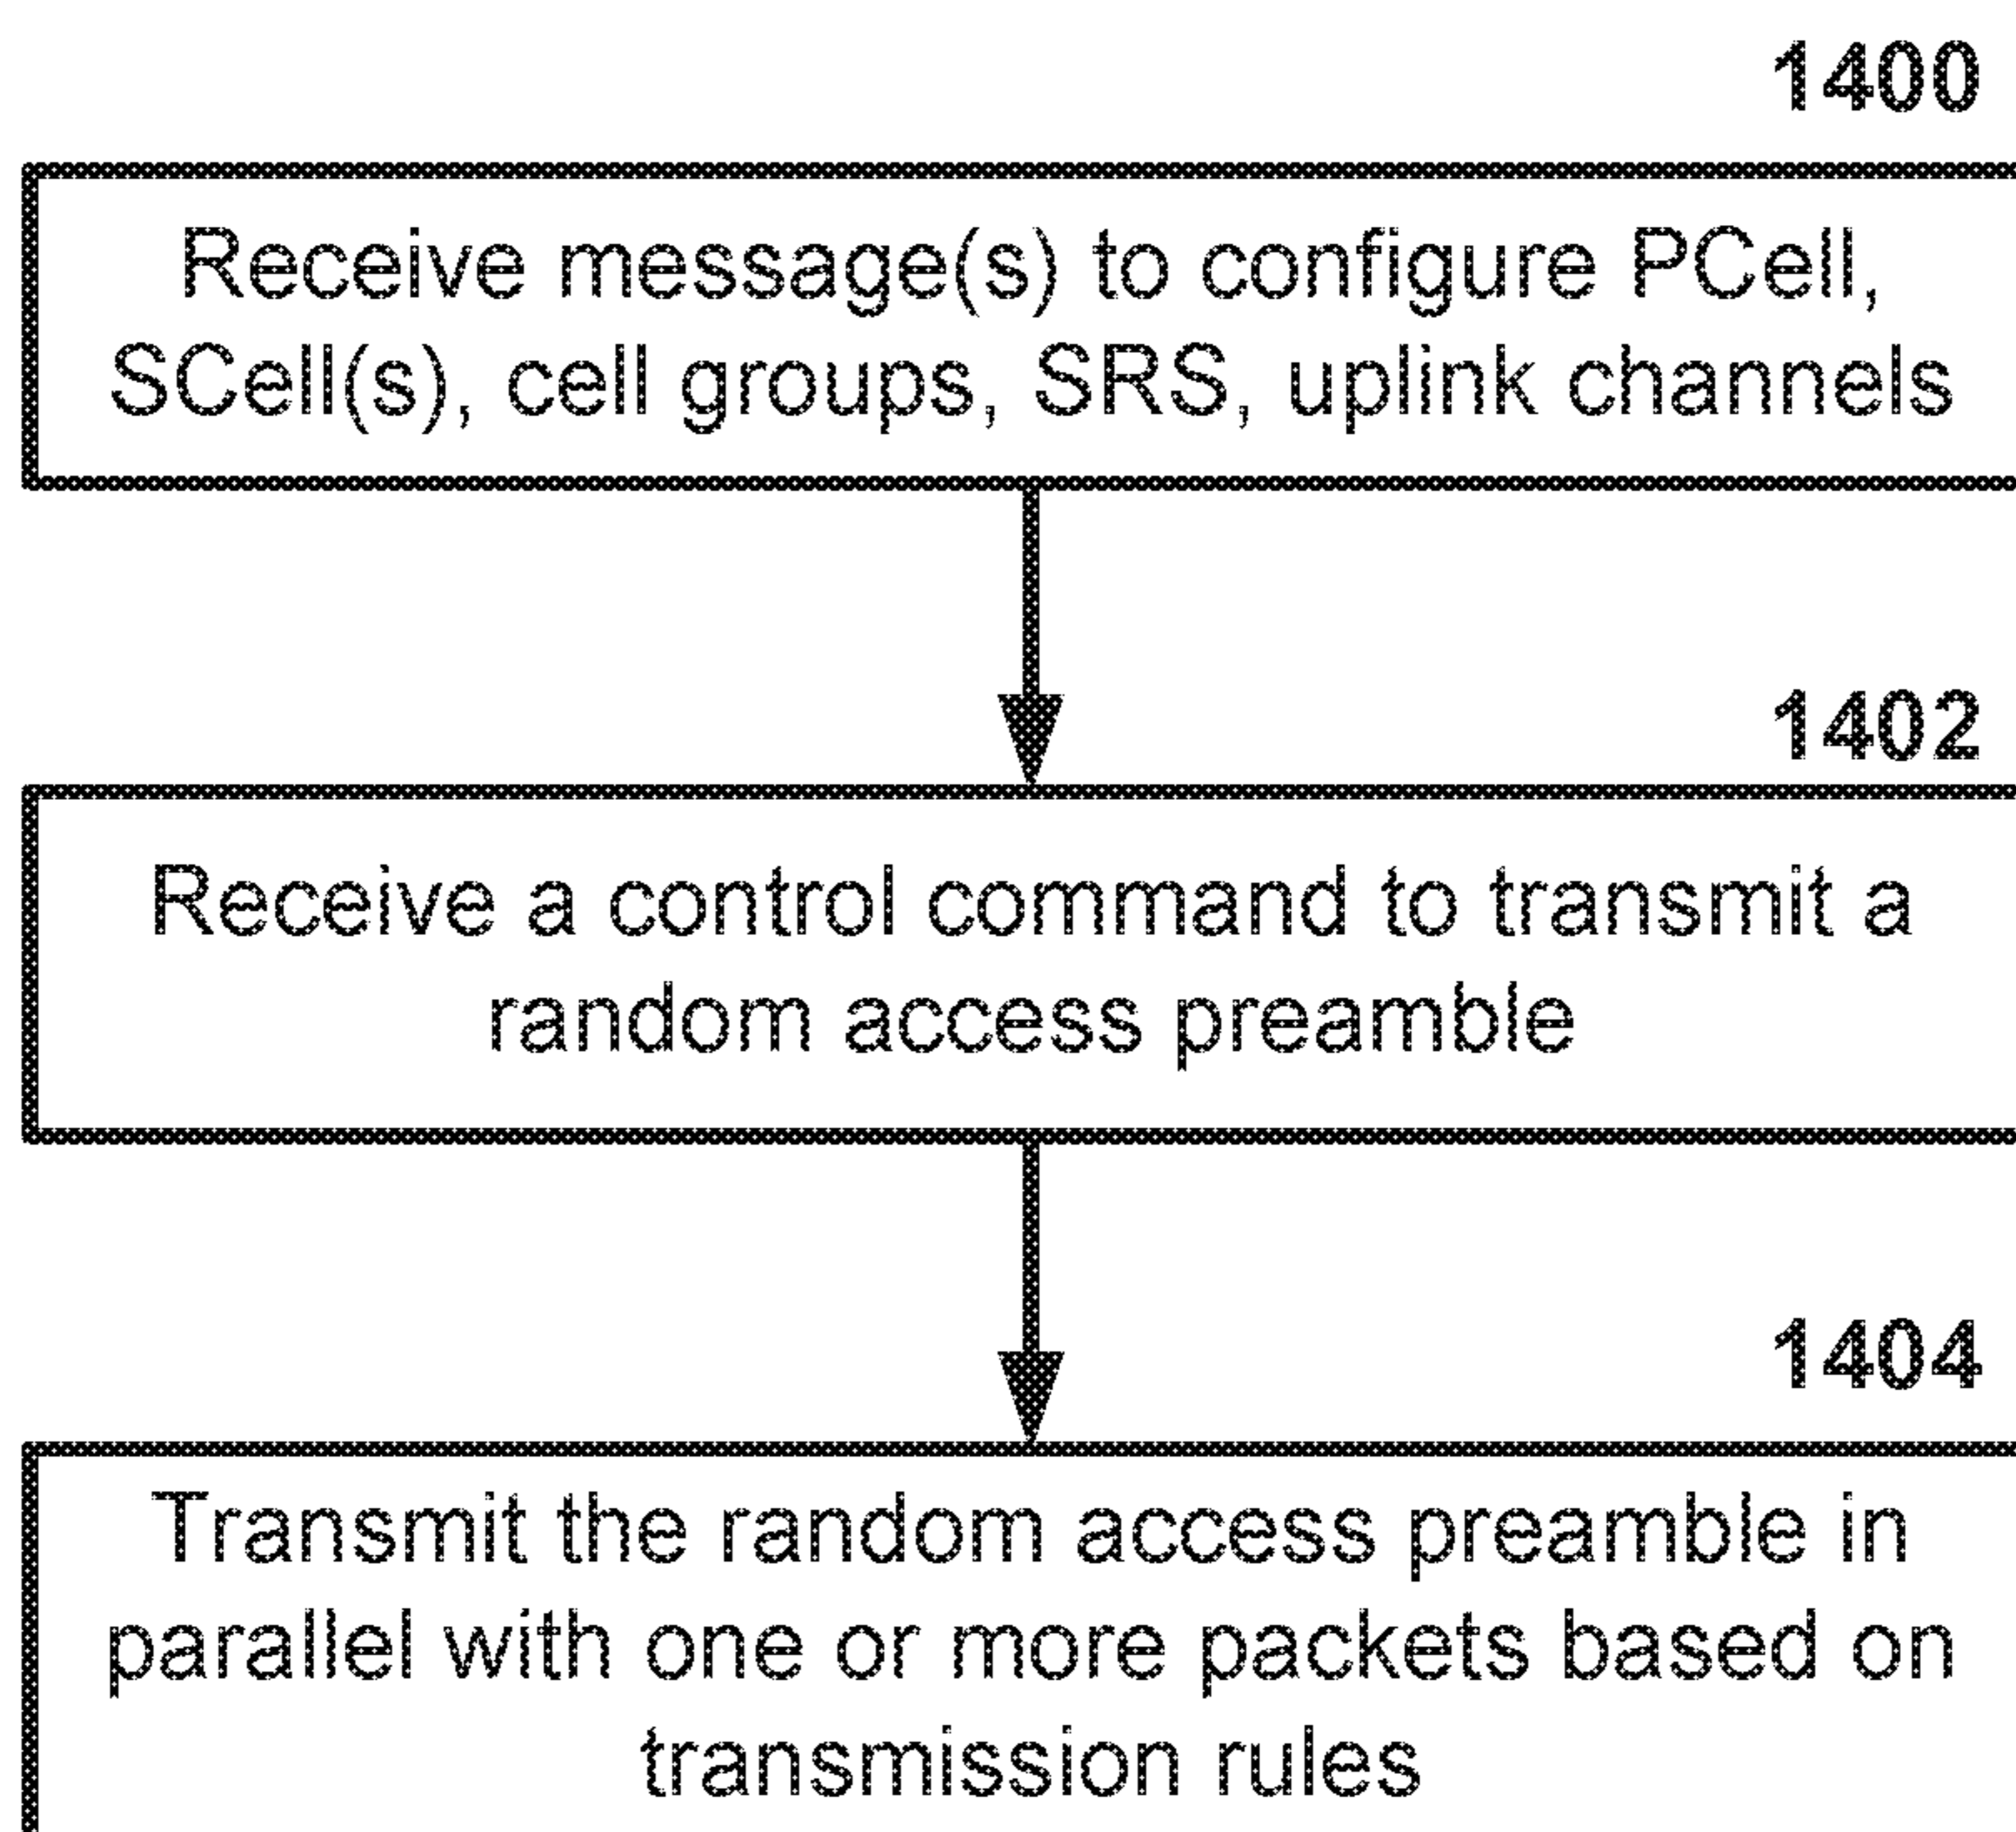 1400
Receive message(s) to configure PCell,
SCell(s), cell groups, SRS, uplink channels
1402
Receive a control command to transmit a
random access preamble
1404
Transmit the random access preamble in
parallel with one or more packets based on
transmission rules